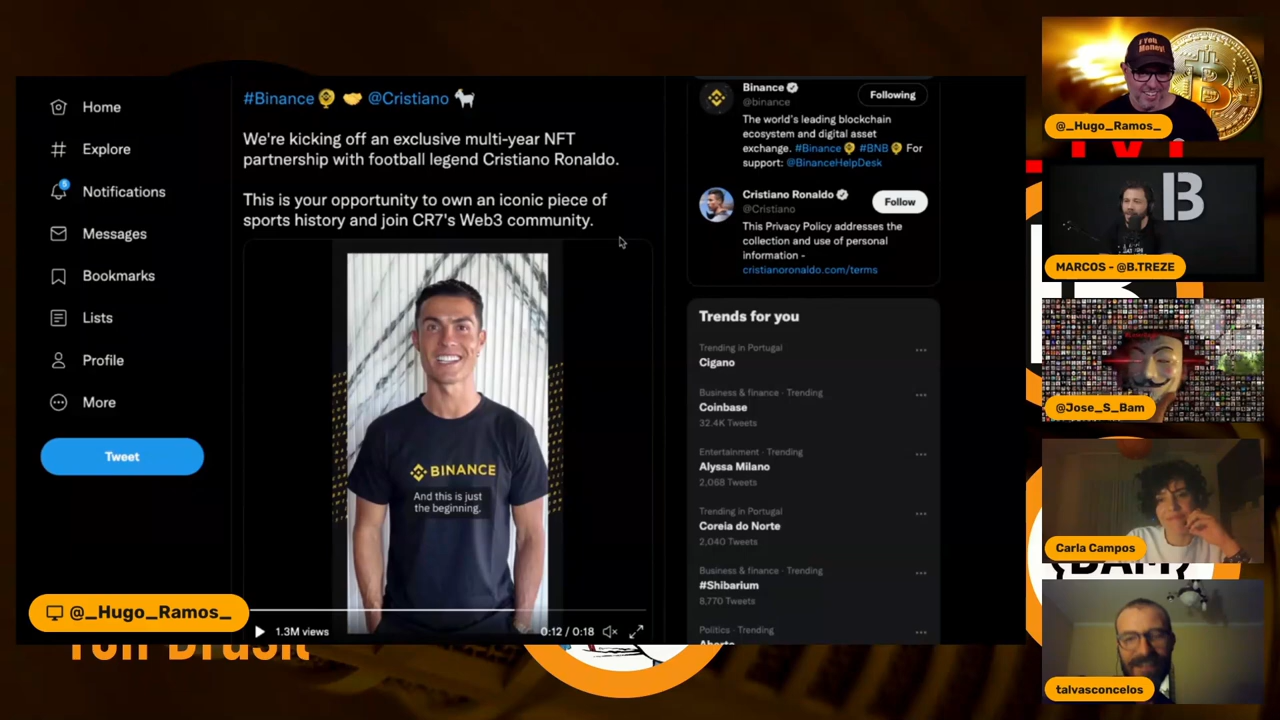 Home
Explore
5
Notifications
Messages
Bookmarks
Lists
Profile
More
Tweet
#Binance @Cristiano
We're kicking off an exclusive multi-year NFT
partnership with football legend Cristiano Ronaldo.
This is your opportunity to own an iconic piece of
sports history and join CR7's Web3 community.
BINANCE
And this is just
the beginning.
1.3M views
0:12 / 0:18
Binance
@binance
Following
The world's leading blockchain
ecosystem and digital asset
exchange. #Binance #BNB For
support: @BinanceHelpDesk
Cristiano Ronaldo
@Cristiano
Follow
This Privacy Policy addresses the
collection and use of personal
information -
cristianoronaldo.com/terms
Trends for you
Trending in Portugal
Cigano
Business & finance · Trending
Coinbase
32.4K Tweets
Entertainment · Trending
Alyssa Milano
2,068 Tweets
Trending in Portugal
Coreia do Norte
2,040 Tweets
Business & finance · Trending
#Shibarium
8,770 Tweets
Politics · Trending
@_Hugo_Ramos_
@_Hugo_Ramos_
B
MARCOS - @B.TREZE
@Jose_S_Bam
Carla Campos
talvasconcelos